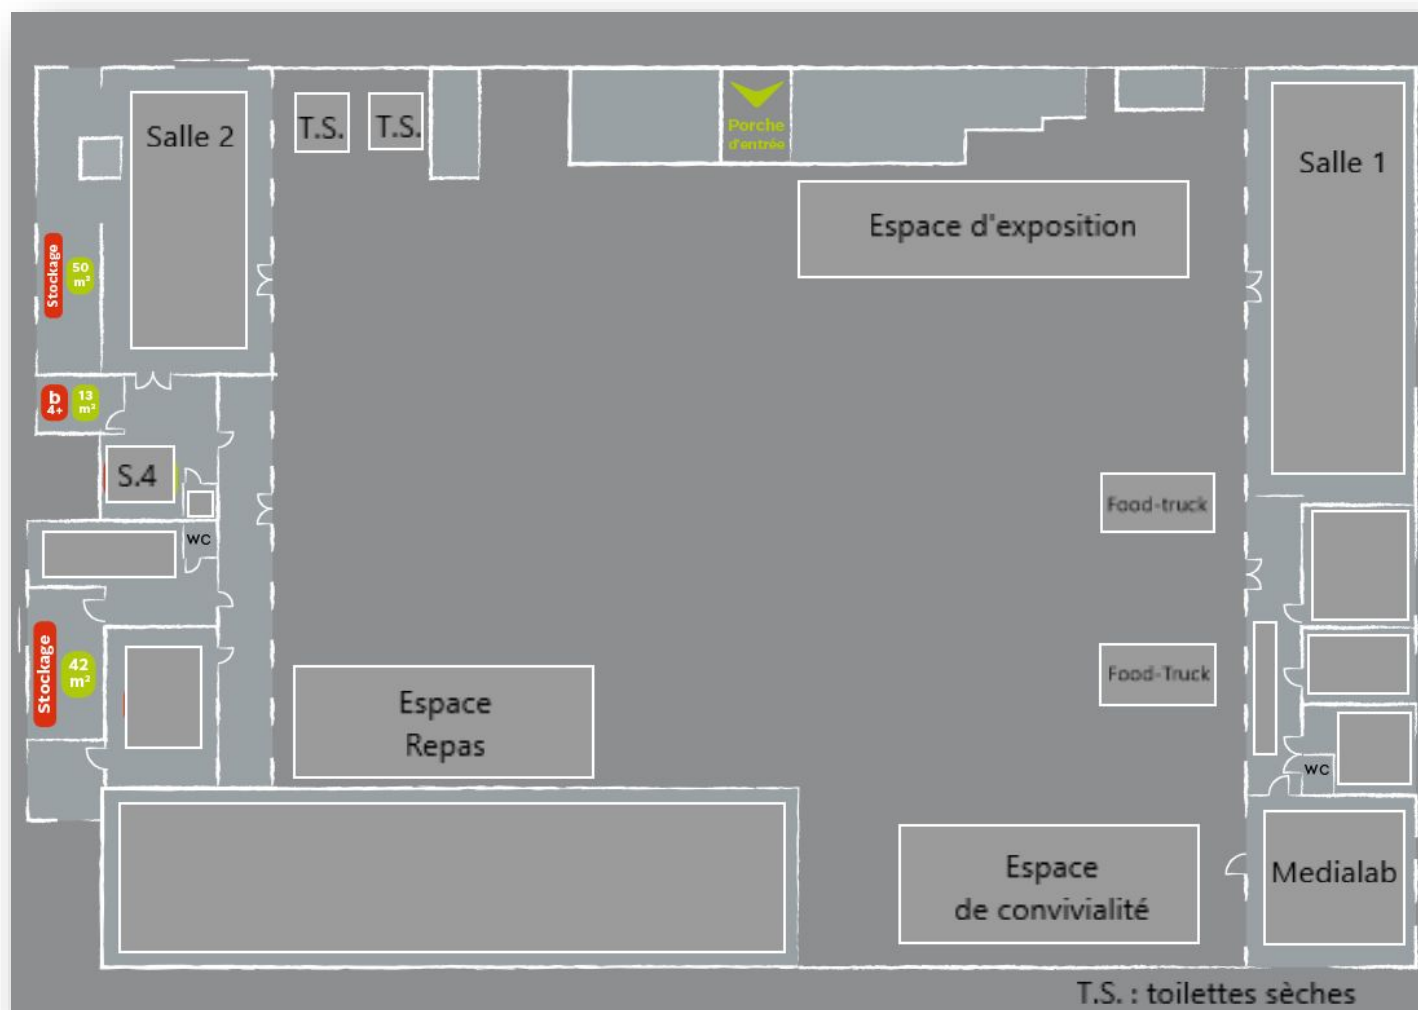 Salle 2
T.S.
T.S.
Porche
d'entrée
Salle 1
Espace d'exposition
Stockage
50
m²
b
4+
13
m²
S.4
Food-truck
WC
Stockage
42
m²
Food-Truck
Espace
Repas
WC
Espace
de convivialité
Medialab
T.S. : toilettes sèches